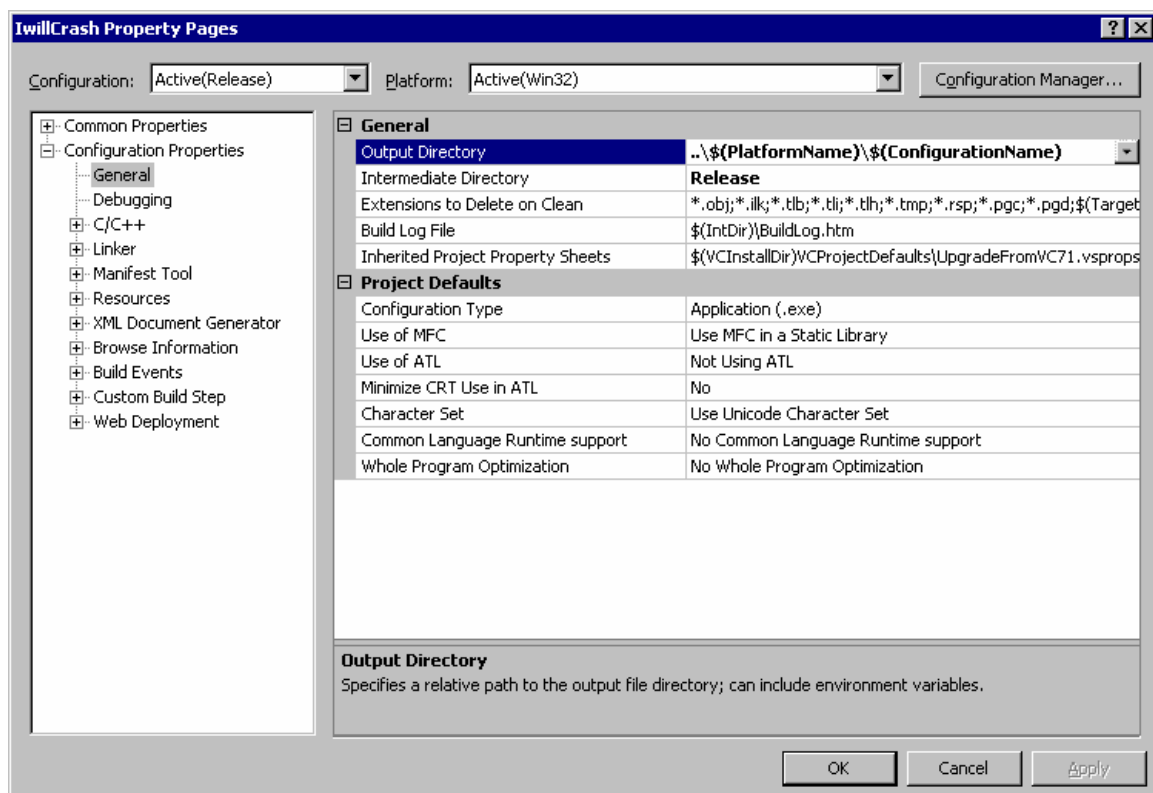 IwillCrash Property Pages
Configuration: Active(Release) Platform: Active(Win32) Configuration Manager...
Common Properties
Configuration Properties
General
Debugging
C/C++
Linker
Manifest Tool
Resources
XML Document Generator
Browse Information
Build Events
Custom Build Step
Web Deployment
General
Output Directory ..\$(PlatformName)\$(ConfigurationName)
Intermediate Directory Release
Extensions to Delete on Clean *.obj;*.ilk;*.tlb;*.tli;*.tlh;*.tmp;*.rsp;*.pgc;*.pgd;$(Target
Build Log File $(IntDir)\BuildLog.htm
Inherited Project Property Sheets $(VCInstallDir)VCProjectDefaults\UpgradeFromVC71.vsprops
Project Defaults
Configuration Type Application (.exe)
Use of MFC Use MFC in a Static Library
Use of ATL Not Using ATL
Minimize CRT Use in ATL No
Character Set Use Unicode Character Set
Common Language Runtime support No Common Language Runtime support
Whole Program Optimization No Whole Program Optimization
Output Directory
Specifies a relative path to the output file directory; can include environment variables.
OK Cancel Apply